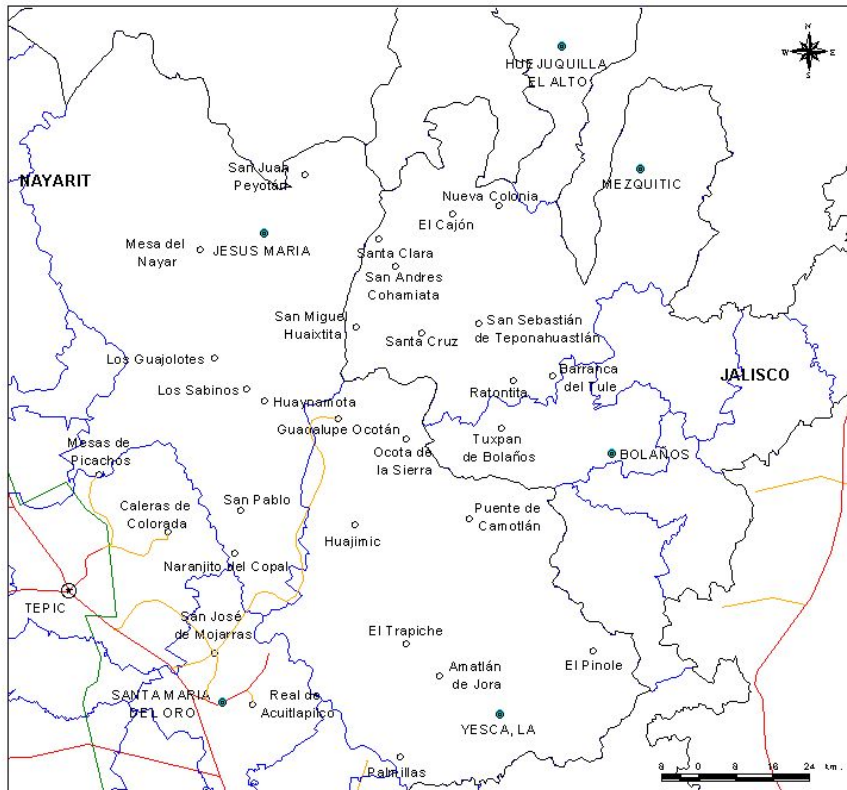 N
W E
S
HUEJUQUILLA
EL ALTO
NAYARIT
San Juan
Peyotán
MEZQUITIC
Nueva Colonia
El Cajón
Mesa del
Nayar
JESUS MARIA
Santa Clara
San Andres
Cohamiata
San Miguel
Huaixtita
Santa Cruz
San Sebastián
de Teponahuastlán
Los Guajolotes
Los Sabinos
Huaynamota
Ratontita
Barranca
del Tule
JALISCO
Guadalupe Ocotán
Mesas de
Picachos
Ocota de
la Sierra
Tuxpan
de Bolaños
BOLAÑOS
Caleras de
Colorada
San Pablo
Huajimic
Puente de
Camotlán
Naranjito del Copal
TEPIC
San José
de Mojarras
El Trapiche
Amatlán
de Jora
El Pinole
SANTA MARIA
DEL ORO
Real de
Acuitlapilco
YESCA, LA
Palmillas
8 0 8 16 24 km.